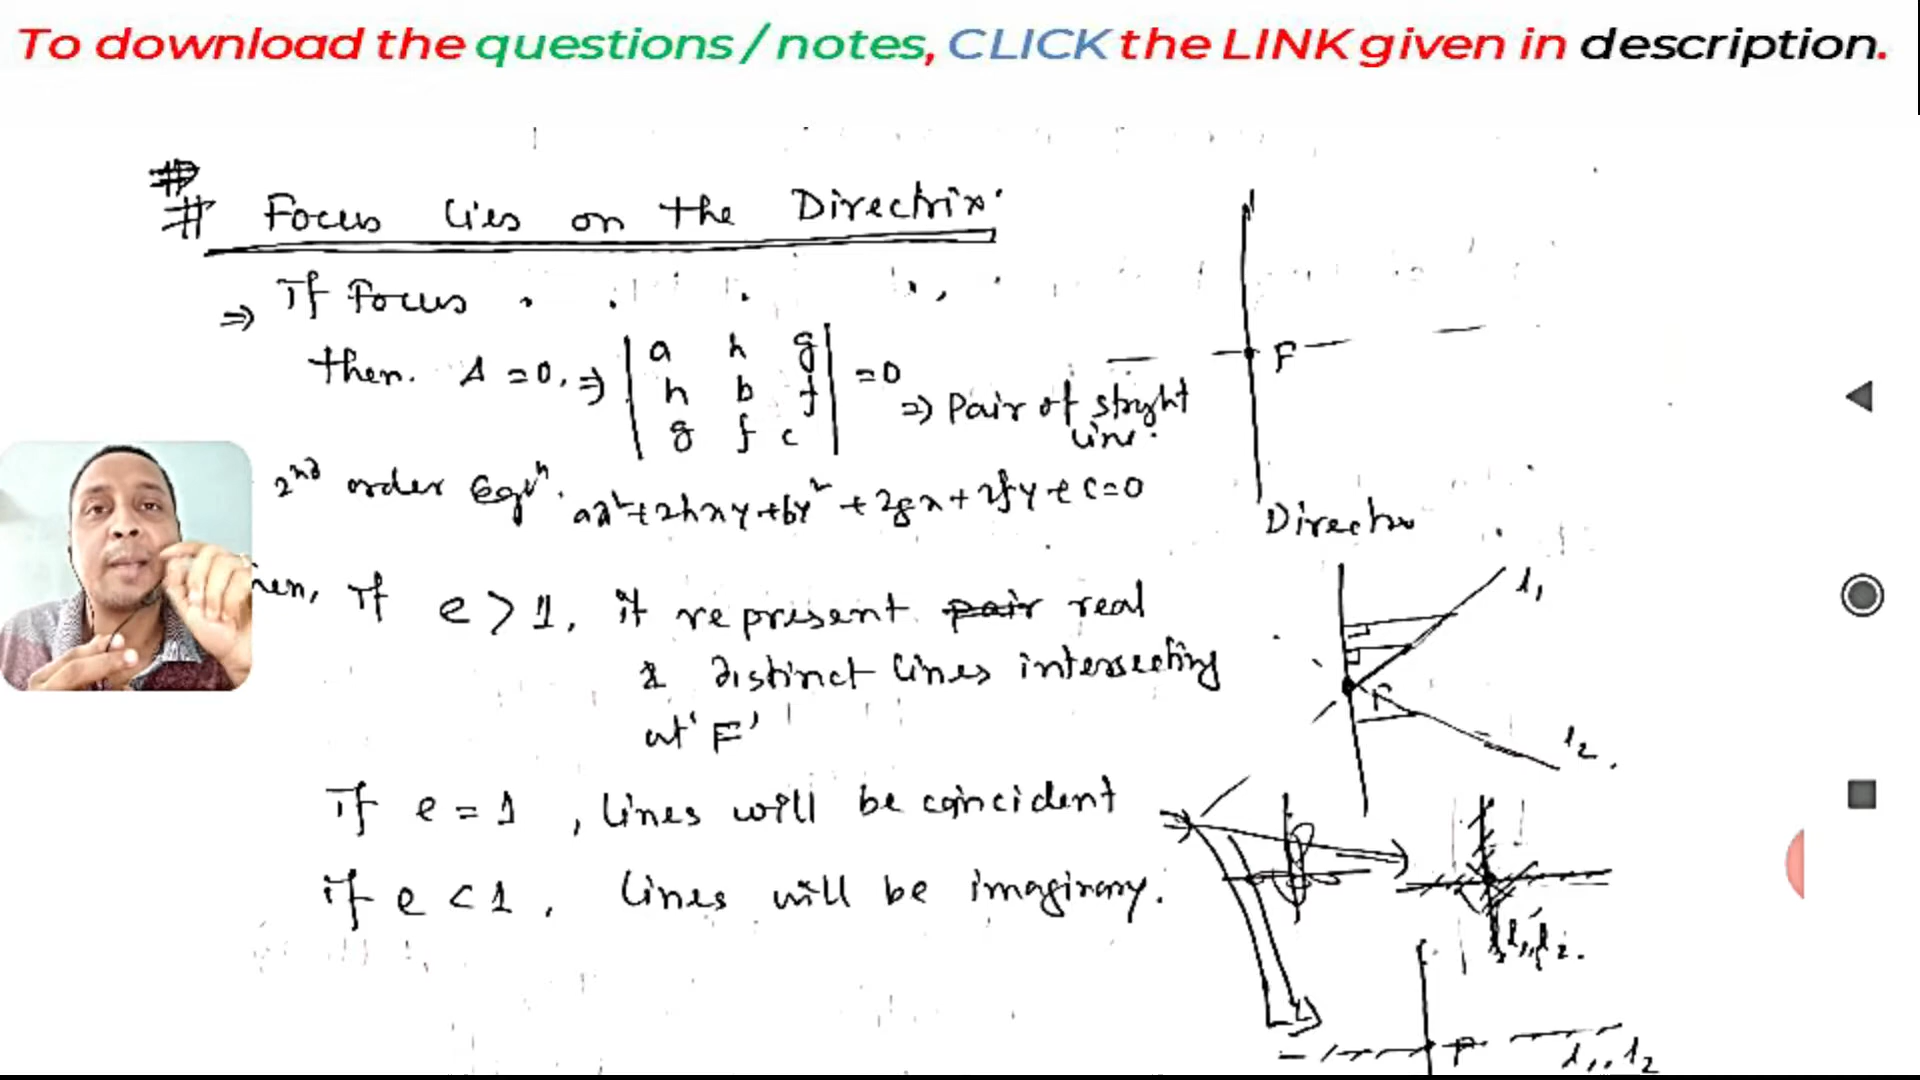 To download the questions / notes, CLICK the LINK given in description.
# Focus lies on the Directrix.
⇒ If Focus
then. Δ = 0, ⇒ | a h g | = 0 ⇒ Pair of stright line.
| h b f |
| g f c |
F
2nd order Eqn. ax²+2hxy+by²+2gx+2fy+c=0
Directrix
If e > 1, it represent real
& distinct lines intersecting
at 'F'
l₁
F
l₂
If e = 1, lines will be coincident
if e < 1, lines will be imaginary.
l₁, l₂.
F
l₁, l₂